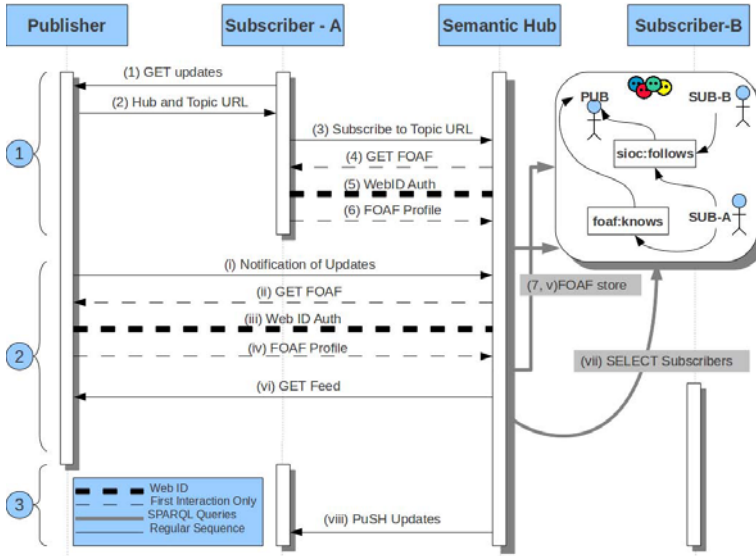 Publisher
Subscriber - A
Semantic Hub
Subscriber-B
(1) GET updates
(2) Hub and Topic URL
(3) Subscribe to Topic URL
(4) GET FOAF
(5) WebID Auth
(6) FOAF Profile
1
PUB
SUB-B
sioc:follows
foaf:knows
SUB-A
(i) Notification of Updates
(7, v)FOAF store
(ii) GET FOAF
(iii) Web ID Auth
(iv) FOAF Profile
2
(vii) SELECT Subscribers
(vi) GET Feed
3
Web ID
First Interaction Only
SPARQL Queries
Regular Sequence
(viii) PuSH Updates